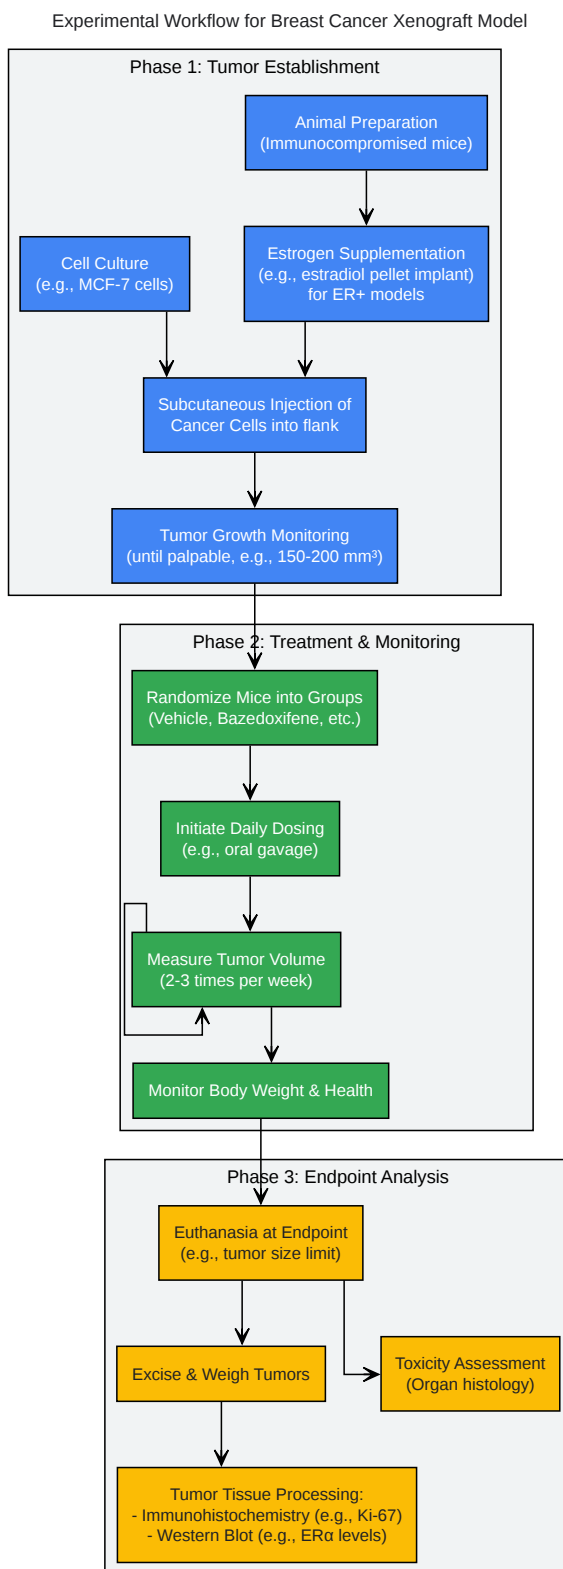 Experimental Workflow for Breast Cancer Xenograft Model
Phase 1: Tumor Establishment
Animal Preparation
(Immunocompromised mice)
Cell Culture
(e.g., MCF-7 cells)
Estrogen Supplementation
(e.g., estradiol pellet implant)
for ER+ models
Subcutaneous Injection of
Cancer Cells into flank
Tumor Growth Monitoring
(until palpable, e.g., 150-200 mm³)
Phase 2: Treatment & Monitoring
Randomize Mice into Groups
(Vehicle, Bazedoxifene, etc.)
Initiate Daily Dosing
(e.g., oral gavage)
Measure Tumor Volume
(2-3 times per week)
Monitor Body Weight & Health
Phase 3: Endpoint Analysis
Euthanasia at Endpoint
(e.g., tumor size limit)
Excise & Weigh Tumors
Toxicity Assessment
(Organ histology)
Tumor Tissue Processing:
- Immunohistochemistry (e.g., Ki-67)
- Western Blot (e.g., ERα levels)